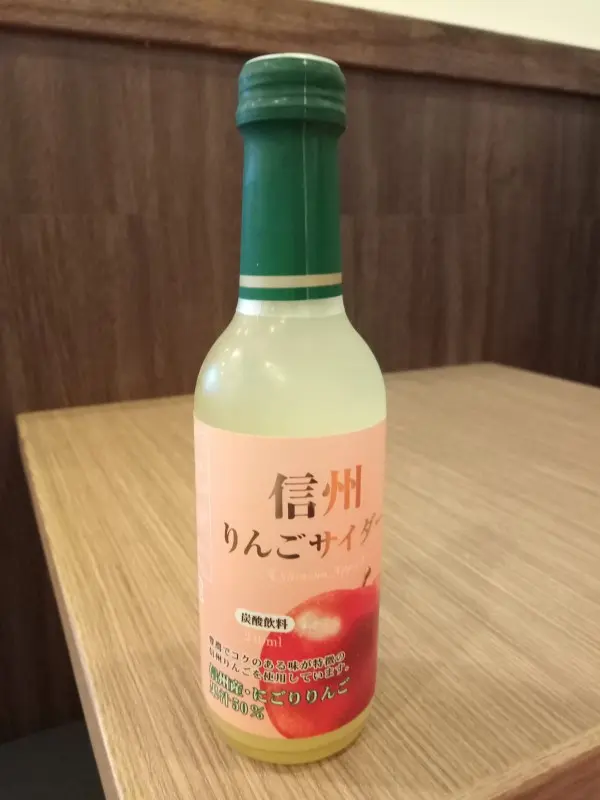 信州
りんごサイダー
炭酸飲料
芳醇でコクのある味が特徴の
信州りんごを使用しています。
信州産・にごりりんご
果汁50%